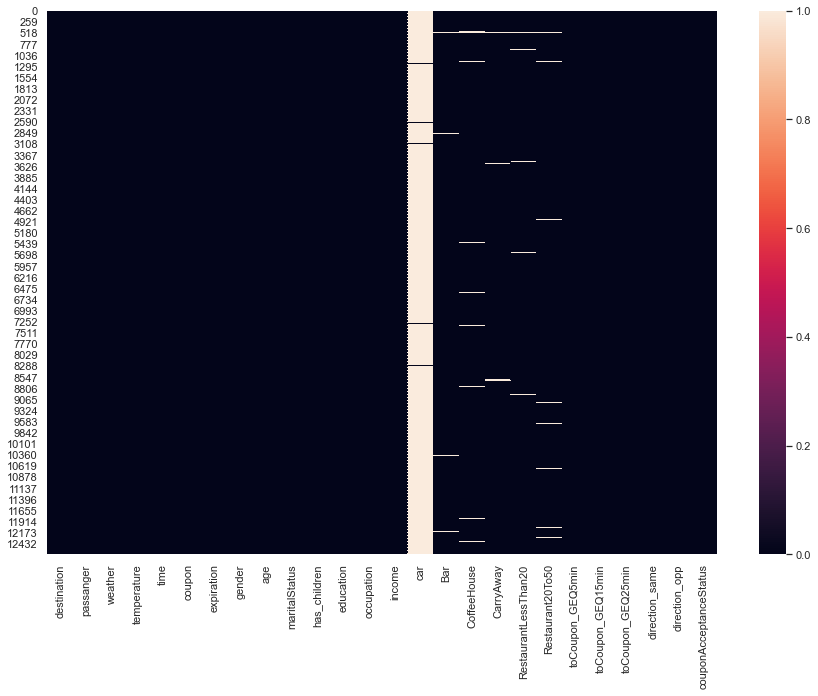 0
259
518
777
1036
1295
1554
1813
2072
2331
2590
2849
3108
3367
3626
3885
4144
4403
4662
4921
5180
5439
5698
5957
6216
6475
6734
6993
7252
7511
7770
8029
8288
8547
8806
9065
9324
9583
9842
10101
10360
10619
10878
11137
11396
11655
11914
12173
12432
destination
passanger
weather
temperature
time
coupon
expiration
gender
age
maritalStatus
has_children
education
occupation
income
car
Bar
CoffeeHouse
CarryAway
RestaurantLessThan20
Restaurant20To50
toCoupon_GEQ5min
toCoupon_GEQ15min
toCoupon_GEQ25min
direction_same
direction_opp
couponAcceptanceStatus
1.0
0.8
0.6
0.4
0.2
0.0